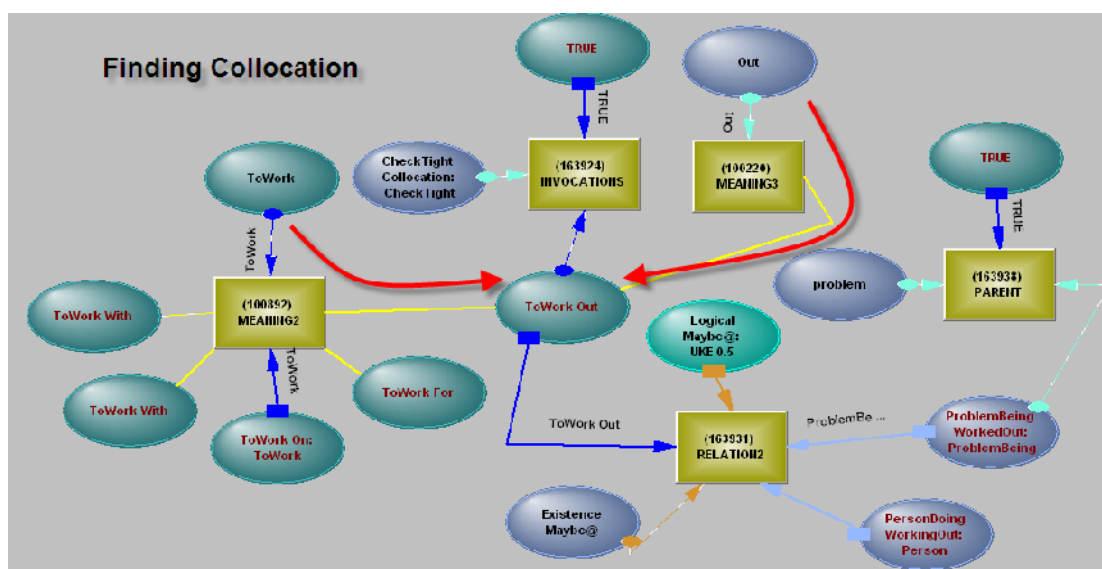 Finding Collocation
TRUE
Out
TRUE
Out
CheckTight
Collocation:
CheckTight
(163924)
INVOCATIONS
(100220)
MEANING3
TRUE
ToWork
TRUE
ToWork
problem
(163938)
PARENT
(100892)
MEANING2
ToWork With
ToWork Out
Logical
Maybe@:
UKE 0.5
ToWork
ToWork With
ToWork For
ToWork Out
ProblemBe ...
ProblemBeing
WorkedOut:
ProblemBeing
ToWork On:
ToWork
(163931)
RELATION2
Existence
Maybe@
PersonDoing
WorkingOut:
Person